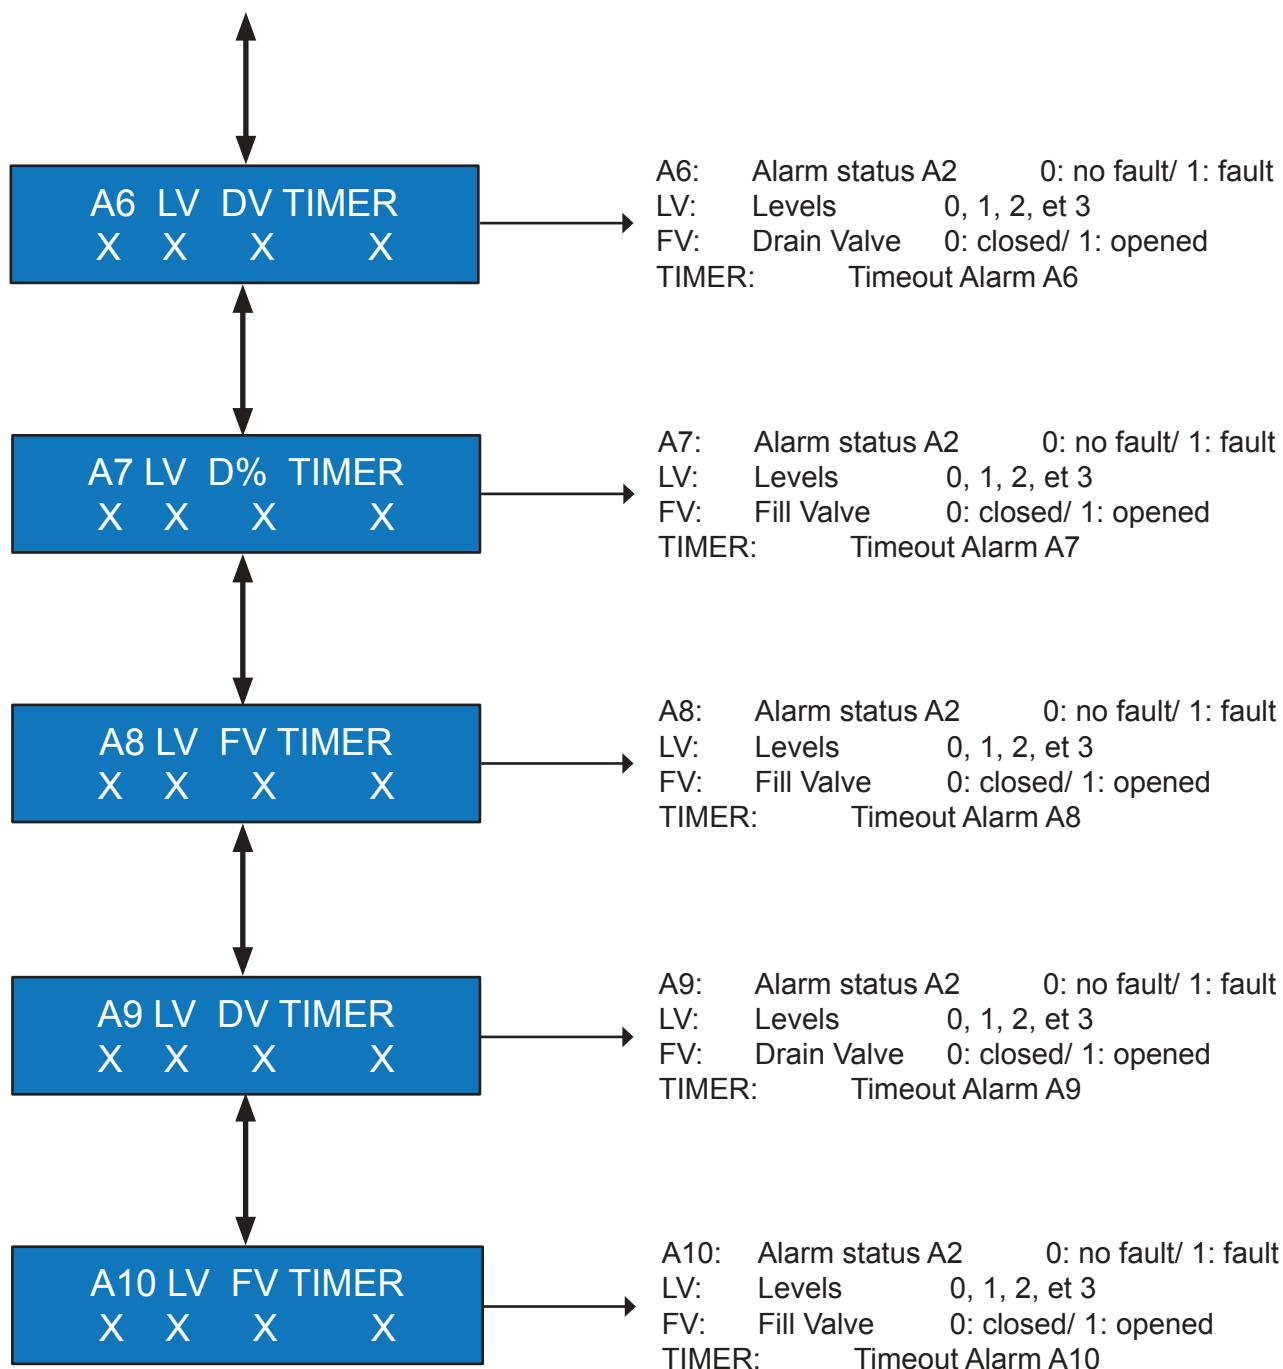 A6 LV DV TIMER
X X X X
A6: Alarm status A2 0: no fault/ 1: fault
LV: Levels 0, 1, 2, et 3
FV: Drain Valve 0: closed/ 1: opened
TIMER: Timeout Alarm A6
A7 LV D% TIMER
X X X X
A7: Alarm status A2 0: no fault/ 1: fault
LV: Levels 0, 1, 2, et 3
FV: Fill Valve 0: closed/ 1: opened
TIMER: Timeout Alarm A7
A8 LV FV TIMER
X X X X
A8: Alarm status A2 0: no fault/ 1: fault
LV: Levels 0, 1, 2, et 3
FV: Fill Valve 0: closed/ 1: opened
TIMER: Timeout Alarm A8
A9 LV DV TIMER
X X X X
A9: Alarm status A2 0: no fault/ 1: fault
LV: Levels 0, 1, 2, et 3
FV: Drain Valve 0: closed/ 1: opened
TIMER: Timeout Alarm A9
A10 LV FV TIMER
X X X X
A10: Alarm status A2 0: no fault/ 1: fault
LV: Levels 0, 1, 2, et 3
FV: Fill Valve 0: closed/ 1: opened
TIMER: Timeout Alarm A10